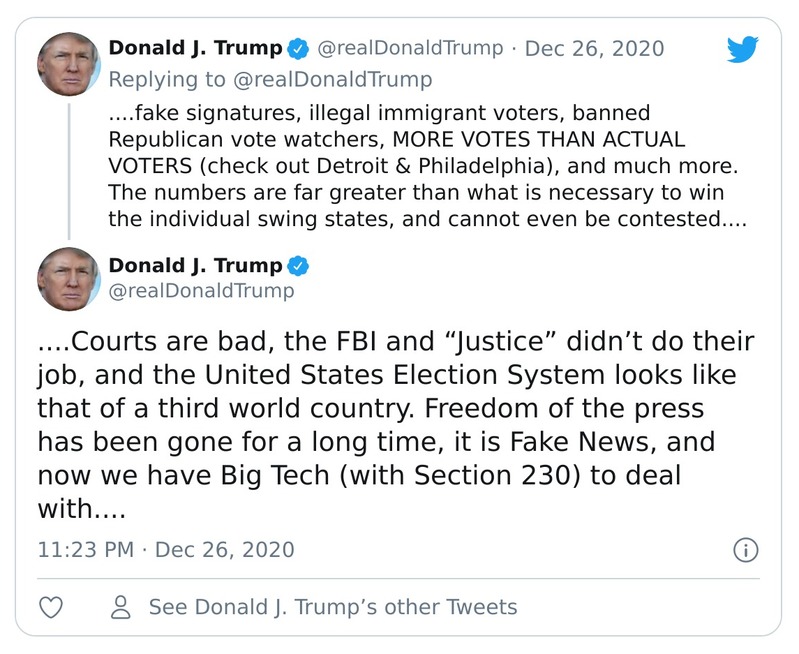 Donald J. Trump @realDonaldTrump · Dec 26, 2020
Replying to @realDonaldTrump
....fake signatures, illegal immigrant voters, banned
Republican vote watchers, MORE VOTES THAN ACTUAL
VOTERS (check out Detroit & Philadelphia), and much more.
The numbers are far greater than what is necessary to win
the individual swing states, and cannot even be contested....
Donald J. Trump
@realDonaldTrump
....Courts are bad, the FBI and “Justice” didn’t do their
job, and the United States Election System looks like
that of a third world country. Freedom of the press
has been gone for a long time, it is Fake News, and
now we have Big Tech (with Section 230) to deal
with....
11:23 PM · Dec 26, 2020
See Donald J. Trump’s other Tweets